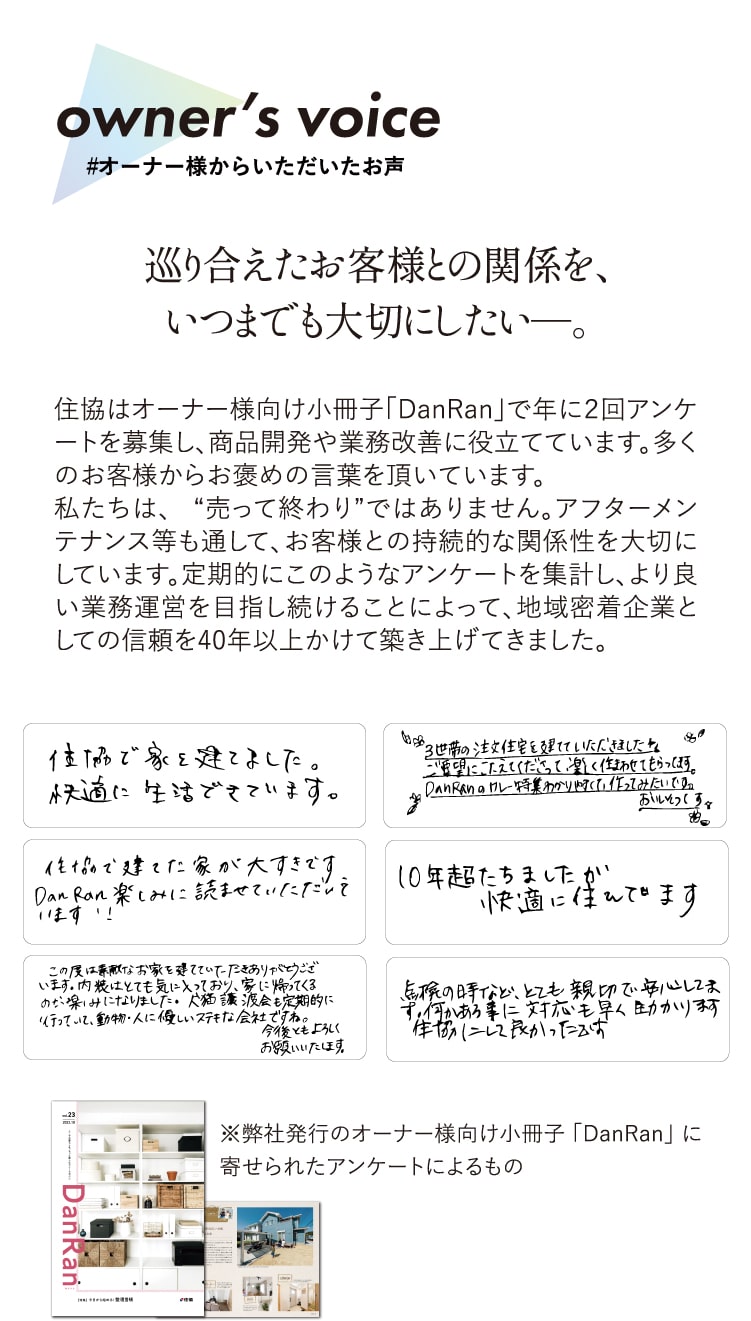 owner's voice
#オーナー様からいただいたお声
巡り合えたお客様との関係を、
いつまでも大切にしたい―。
住協はオーナー様向け小冊子「DanRan」で年に2回アンケ
ートを募集し、商品開発や業務改善に役立てています。多く
のお客様からお褒めの言葉を頂いています。
私たちは、“売って終わり”ではありません。アフターメン
テナンス等も通して、お客様との持続的な関係性を大切に
しています。定期的にこのようなアンケートを集計し、より良
い業務運営を目指し続けることによって、地域密着企業と
しての信頼を40年以上かけて築き上げてきました。
住協で家を建てました。
快適に生活できています。
3世帯の注文住宅を建てていただきました
ご要望にこたえてくださって、楽しく住まわせてもらってます。
DanRanのカレー特集わかりやすくて、作ってみたいです。
おいしそうです
住協で建てた家が大すきです
DanRan楽しみに読ませていただいて
います!!
10年超たちましたが
快適に住んでます
この度は素敵なお家を建てていただきありがとうござ
います。内装はとても気に入っており、家に帰ってくる
のが楽しみになりました。犬猫譲渡会も定期的に
行っていて、動物・人に優しいステキな会社ですね。
今後ともよろしく
お願いいたします。
点検の時など、とても親切で安心してま
す。何かある事に対応も早く助かります
住協にして良かったです
vol.23
DanRan
整理整頓
住協
※弊社発行のオーナー様向け小冊子「DanRan」に
寄せられたアンケートによるもの